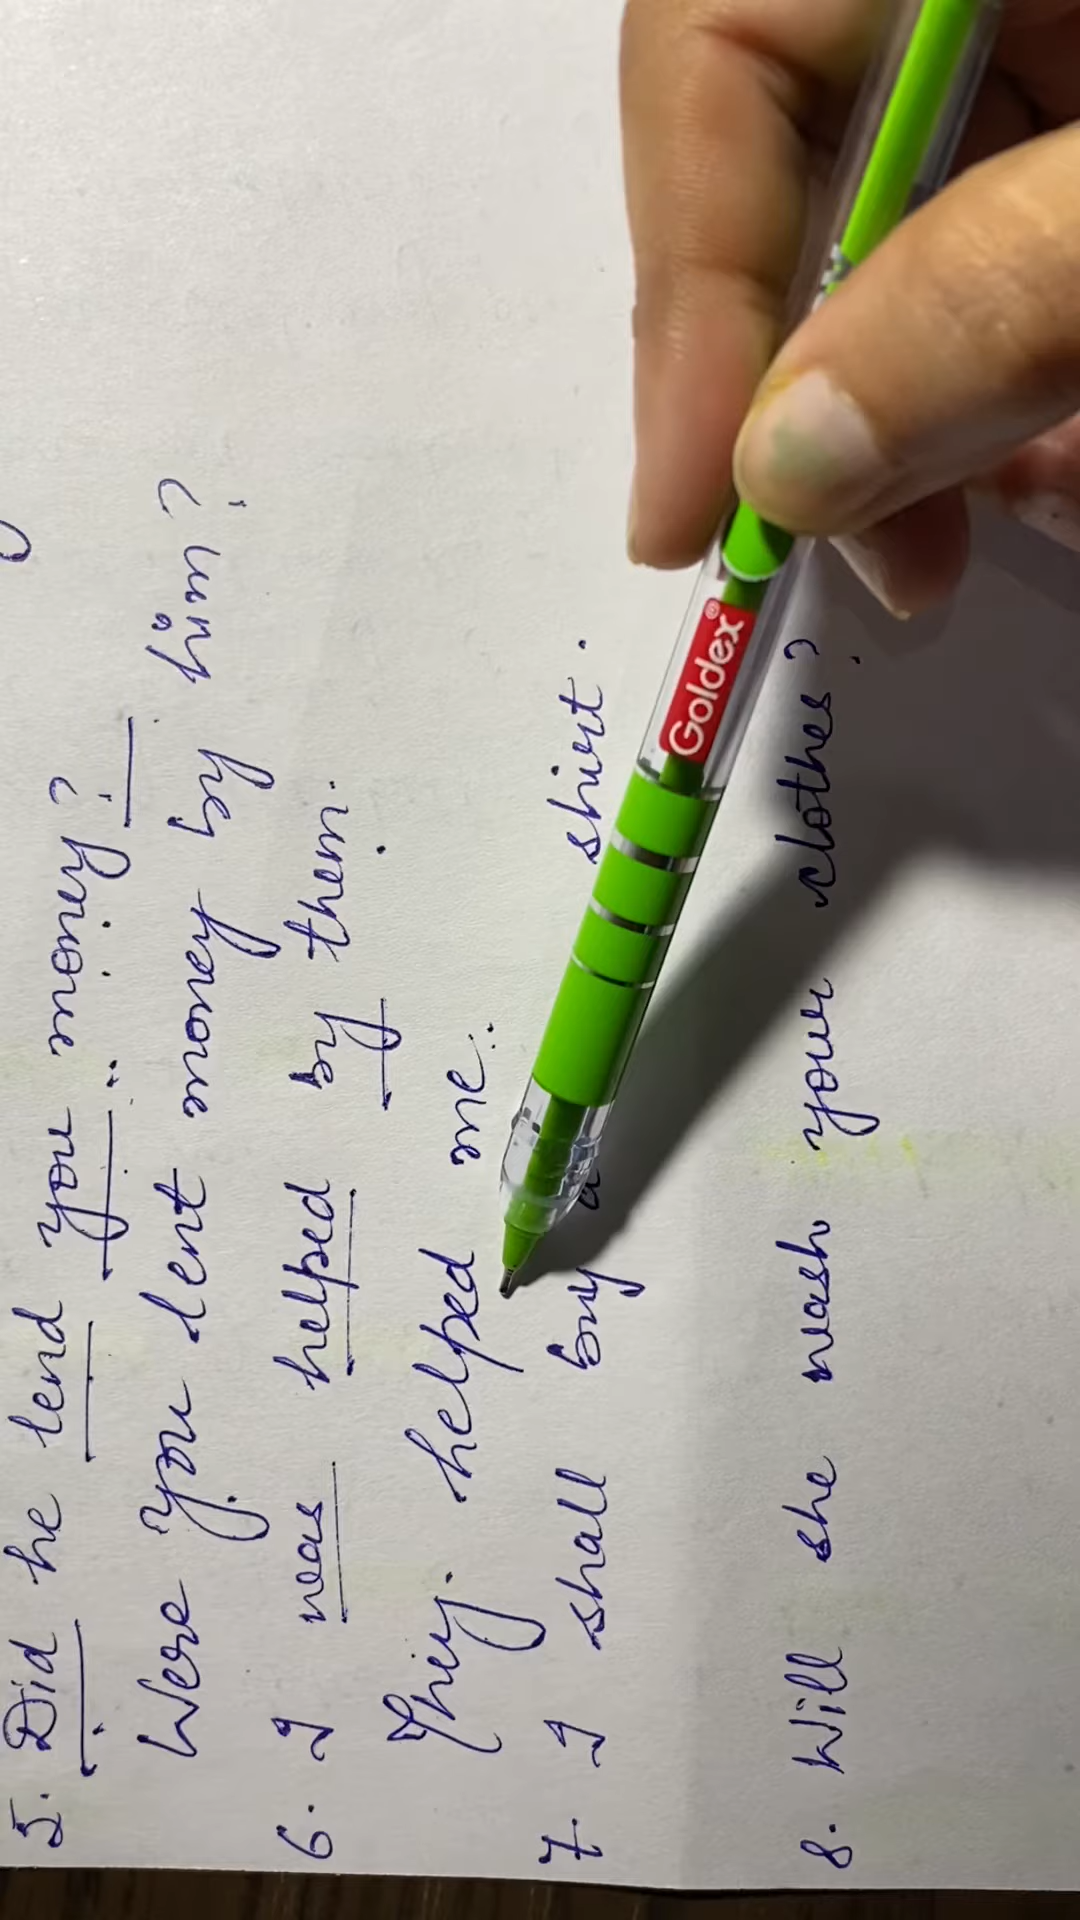 5. Did he lend you money?
Were you lent money by him?
6. I was helped by them.
They helped me.
7. I shall buy a shirt.
8. Will she wash your clothes?
Goldex®